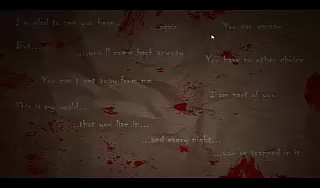 I'm glad to see you here...
...again
You can escape
But...
...you'll come back anyway
You have no other choice
You can't get away from me
I am part of you
This is my world...
...that you live in...
...and every night...
...you're trapped in it